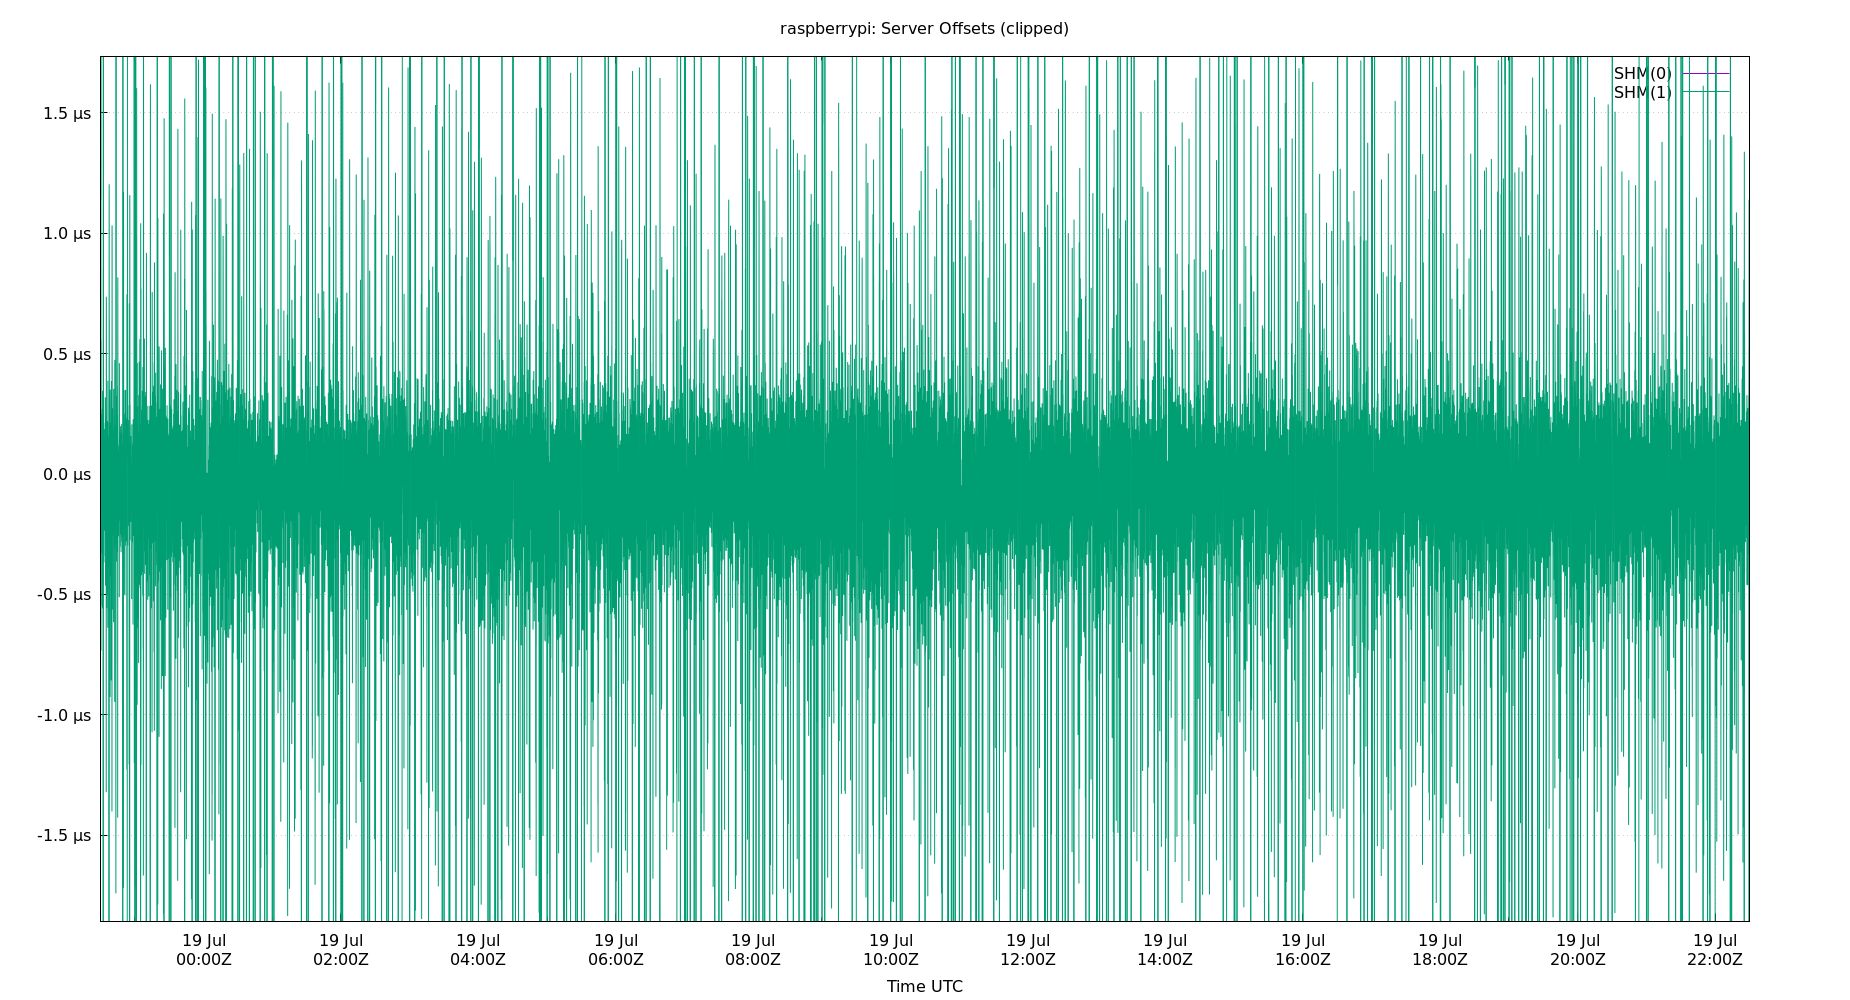 raspberrypi: Server Offsets (clipped)
SHM(0)
SHM(1)
1.5 µs
1.0 µs
0.5 µs
0.0 µs
-0.5 µs
-1.0 µs
-1.5 µs
19 Jul 19 Jul 19 Jul 19 Jul 19 Jul 19 Jul 19 Jul 19 Jul 19 Jul 19 Jul 19 Jul 19 Jul
00:00Z 02:00Z 04:00Z 06:00Z 08:00Z 10:00Z 12:00Z 14:00Z 16:00Z 18:00Z 20:00Z 22:00Z
Time UTC